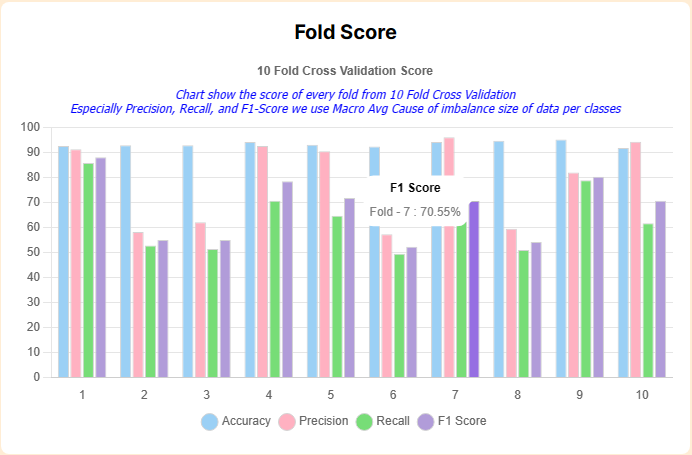 Fold Score
10 Fold Cross Validation Score
Chart show the score of every fold from 10 Fold Cross Validation
Especially Precision, Recall, and F1-Score we use Macro Avg Cause of imbalance size of data per classes
100
90
80
70
60
50
40
30
20
10
0
F1 Score
Fold - 7 : 70.55%
1 2 3 4 5 6 7 8 9 10
Accuracy Precision Recall F1 Score